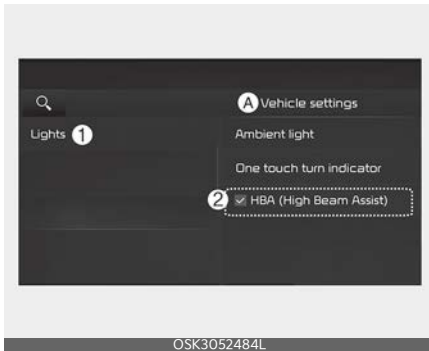 A Vehicle settings
Lights 1
Ambient light
One touch turn indicator
2 HBA (High Beam Assist)
OSK3052484L